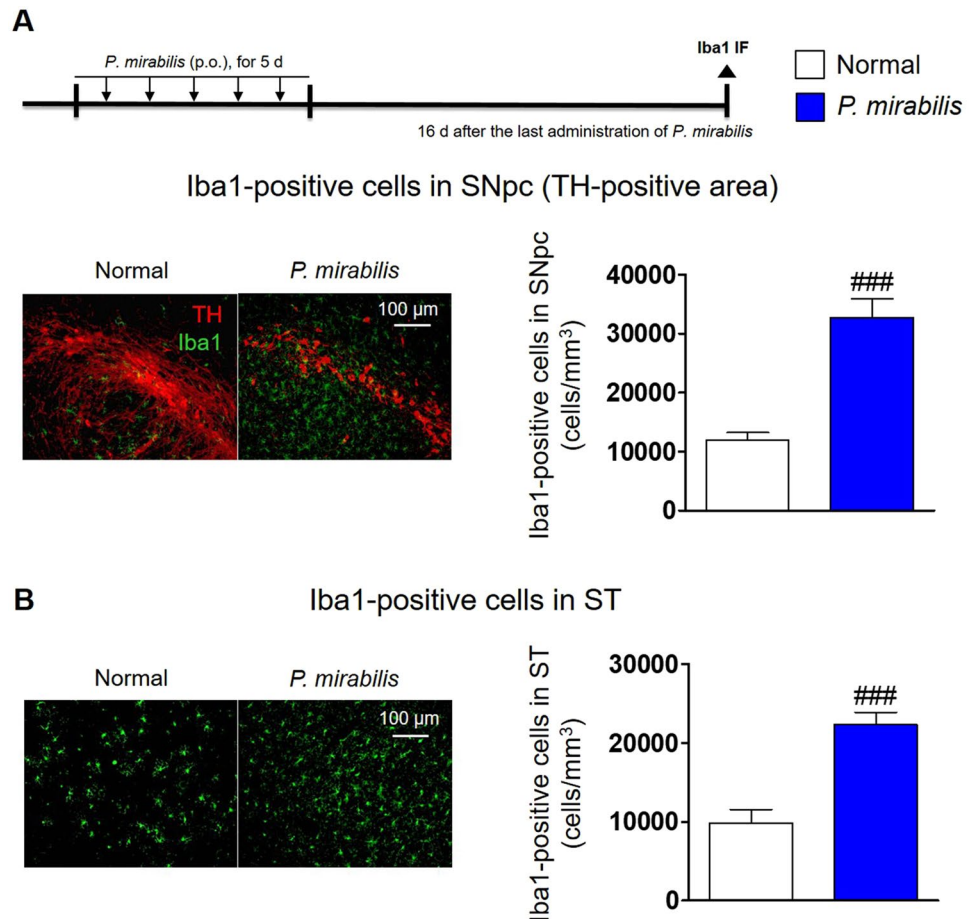 A
P. mirabilis (p.o.), for 5 d
Iba1 IF
16 d after the last administration of P. mirabilis
Normal
P. mirabilis
Iba1-positive cells in SNpc (TH-positive area)
Normal
P. mirabilis
TH
Iba1
100 µm
Iba1-positive cells in SNpc
(cells/mm³)
40000
30000
20000
10000
0
###
B
Iba1-positive cells in ST
Normal
P. mirabilis
100 µm
Iba1-positive cells in ST
(cells/mm³)
30000
20000
10000
0
###